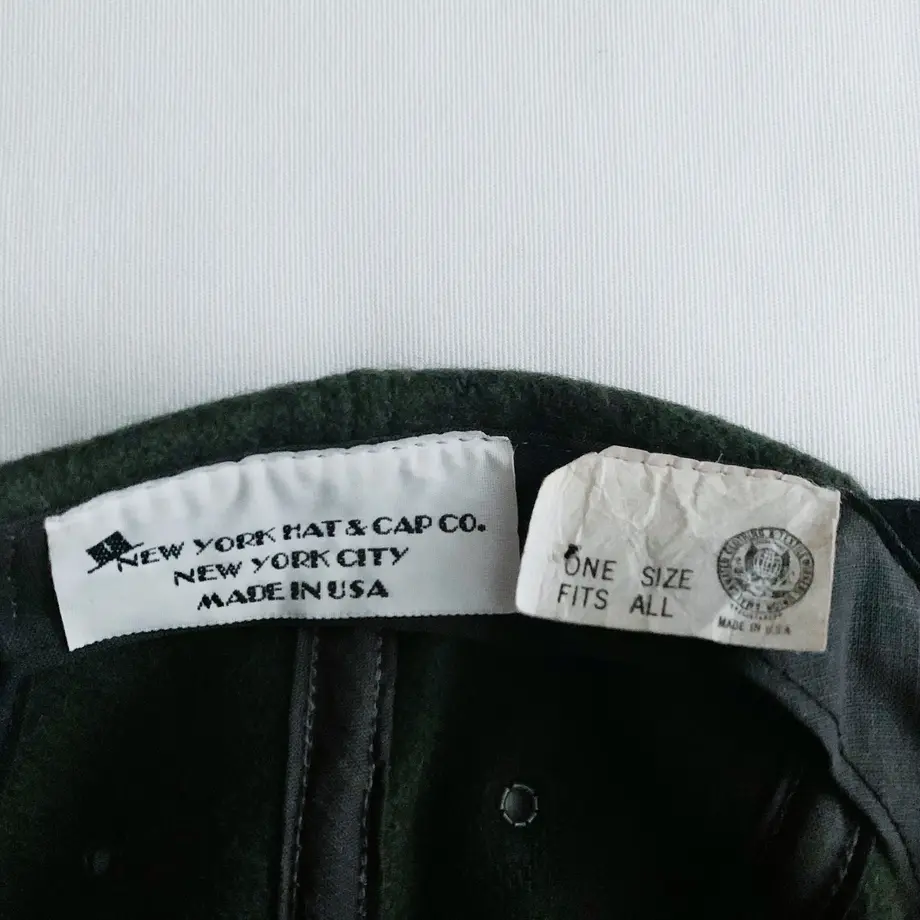 NEW YORK HAT & CAP CO.
NEW YORK CITY
MADE IN USA
ONE SIZE
FITS ALL
MADE IN U.S.A